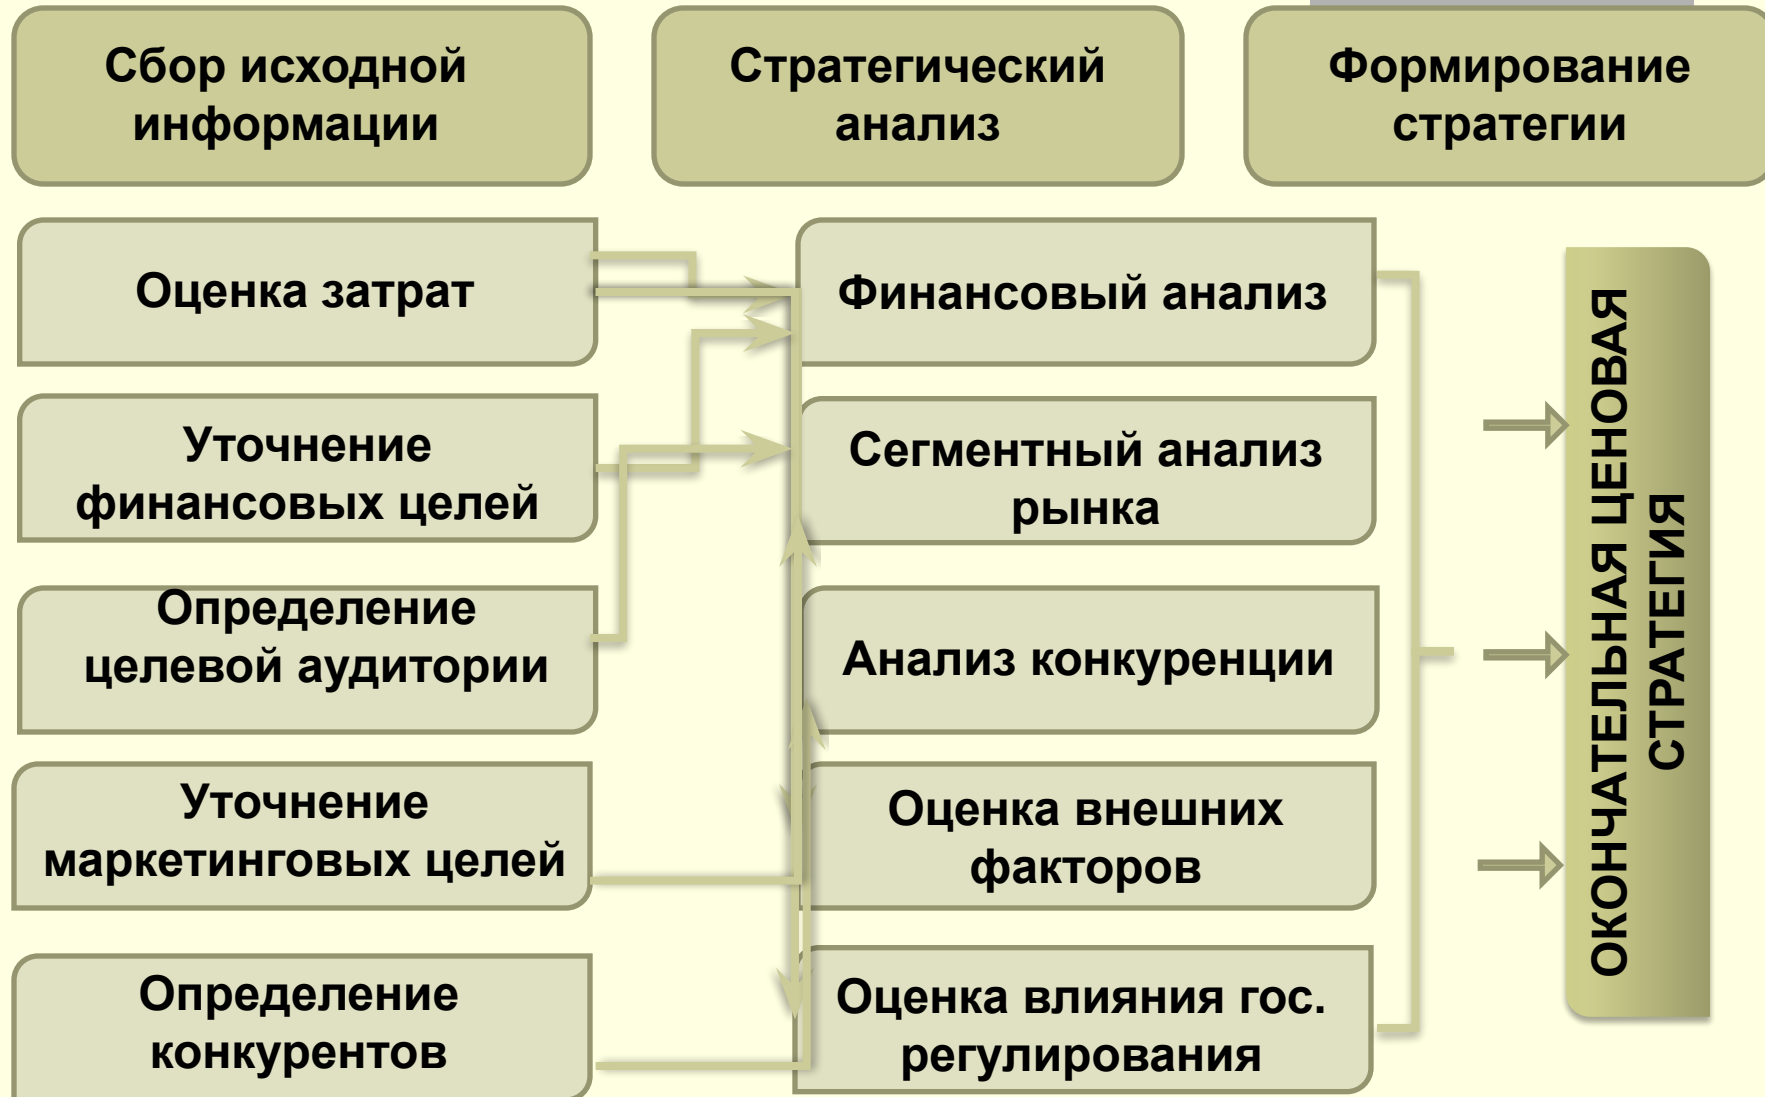 Сбор исходной
информации
Стратегический
анализ
Формирование
стратегии
Оценка затрат
Уточнение
финансовых целей
Определение
целевой аудитории
Уточнение
маркетинговых целей
Определение
конкурентов
Финансовый анализ
Сегментный анализ
рынка
Анализ конкуренции
Оценка внешних
факторов
Оценка влияния гос.
регулирования
ОКОНЧАТЕЛЬНАЯ ЦЕНОВАЯ
СТРАТЕГИЯ